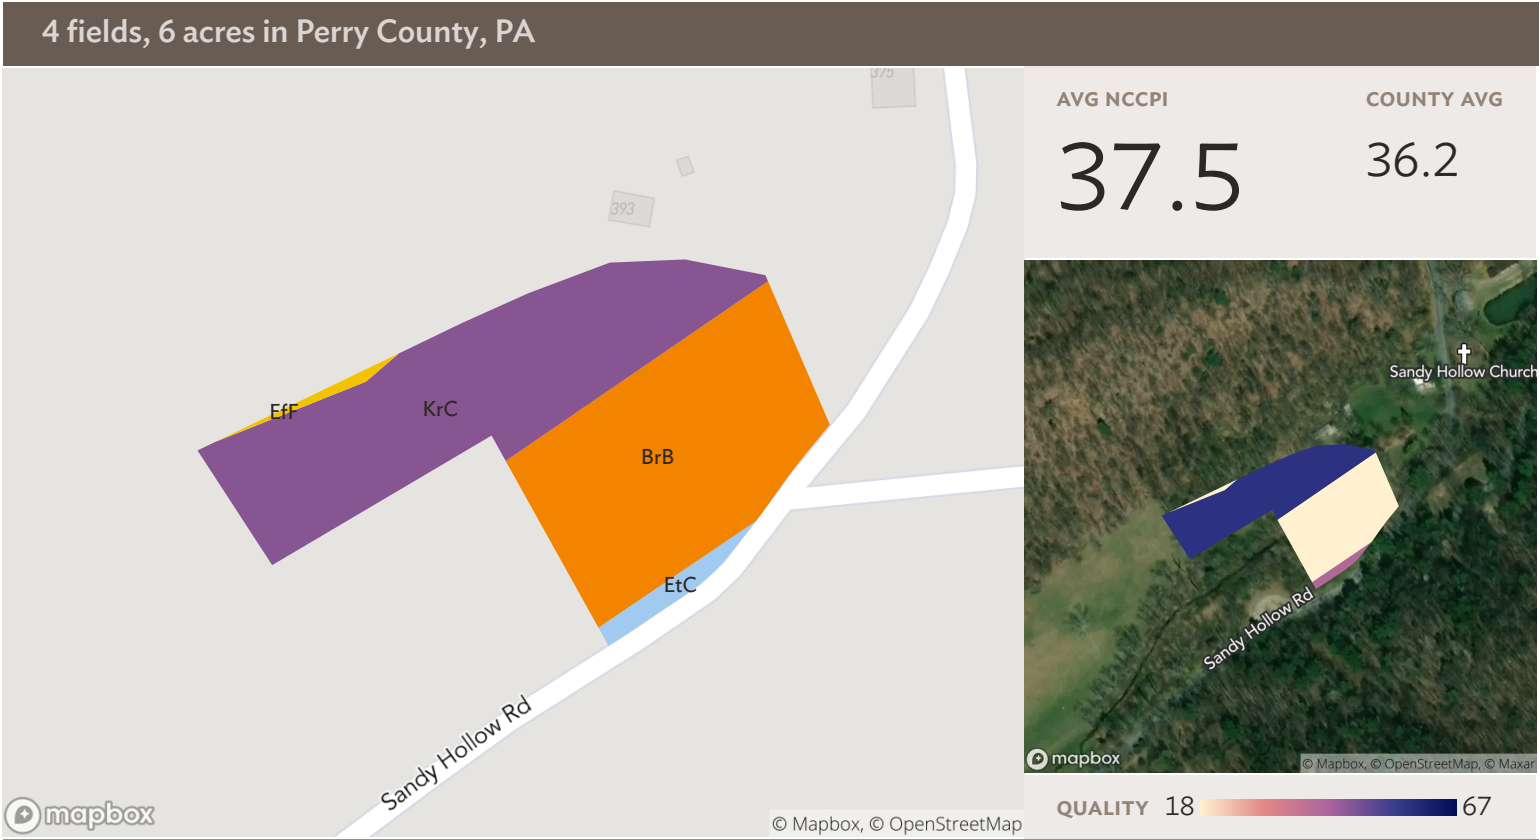 4 fields, 6 acres in Perry County, PA
375
393
EfF
KrC
BrB
EtC
Sandy Hollow Rd
mapbox
© Mapbox, © OpenStreetMap
AVG NCCPI
COUNTY AVG
37.5
36.2
Sandy Hollow Church
Sandy Hollow Rd
mapbox
© Mapbox, © OpenStreetMap, © Maxar
QUALITY 18 67